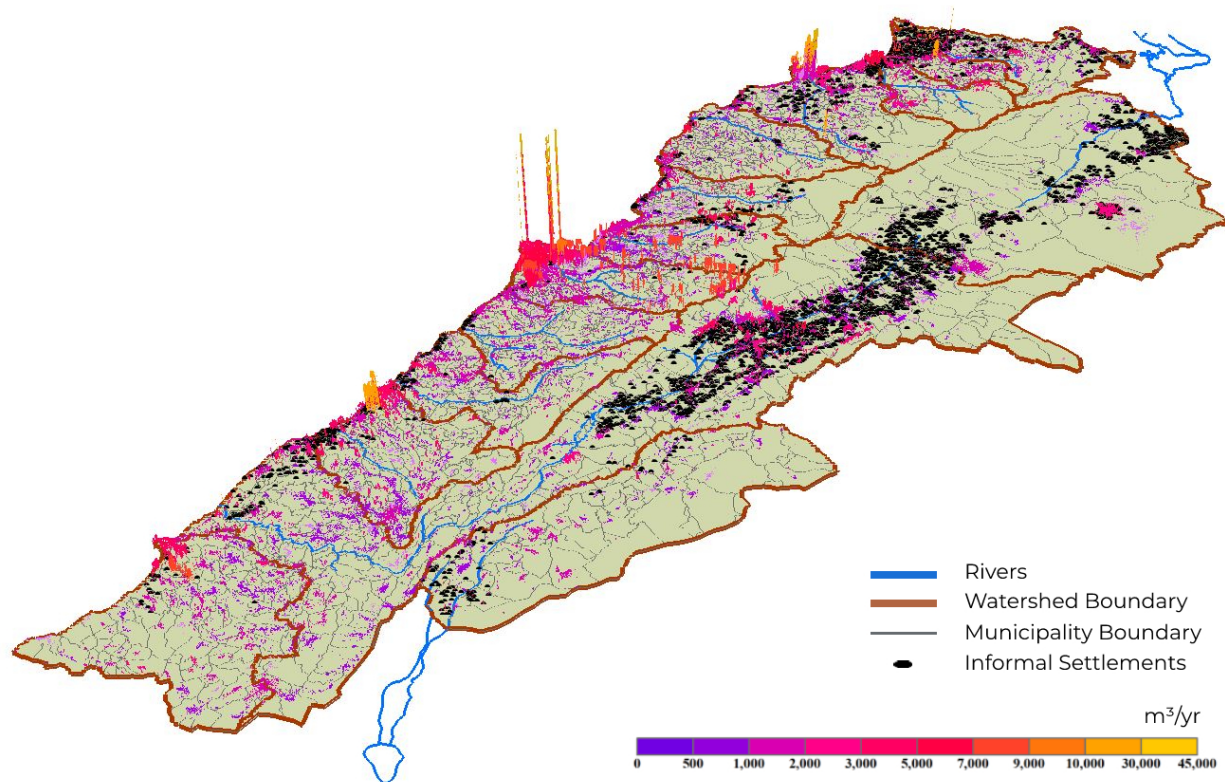 Rivers
Watershed Boundary
Municipality Boundary
Informal Settlements
m³/yr
0 500 1,000 2,000 3,000 5,000 7,000 9,000 10,000 30,000 45,000